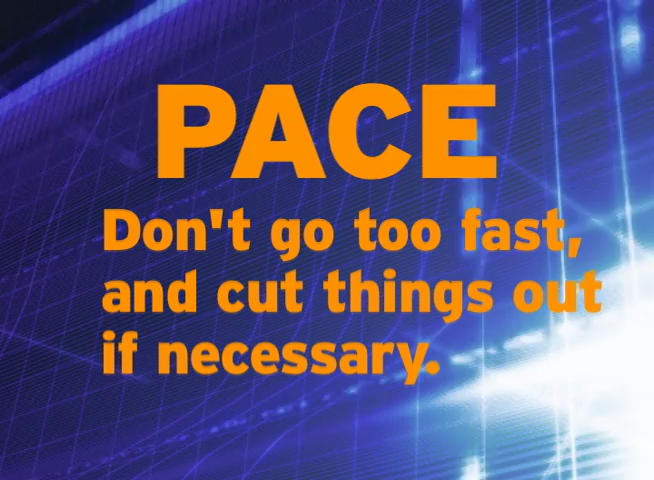 PACE
Don't go too fast,
and cut things out
if necessary.